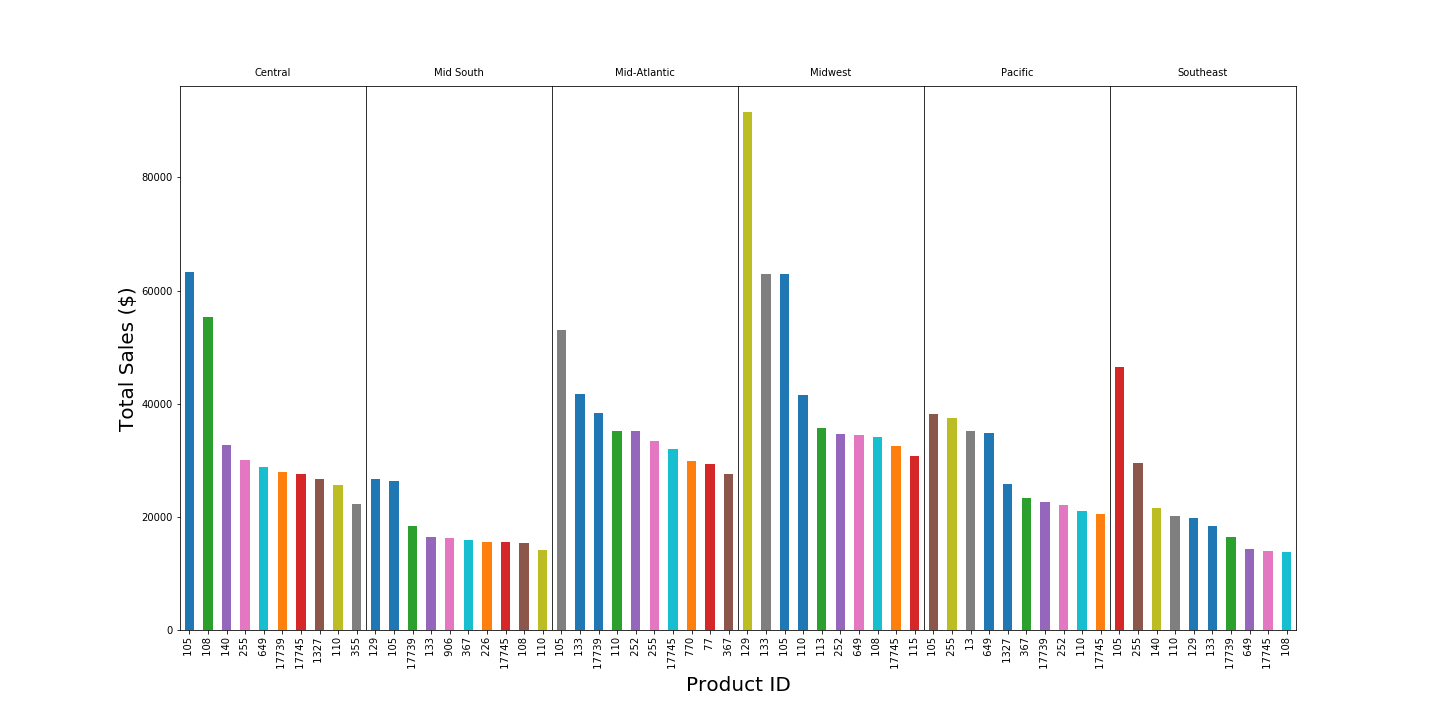 Central Mid South Mid-Atlantic Midwest Pacific Southeast
80000
60000
40000
20000
0
Total Sales ($)
105 108 140 255 649 17739 17745 1327 110 355 129 105 17739 133 906 367 226 17745 108 110 105 133 17739 110 252 255 17745 770 77 367 129 133 105 110 113 252 649 108 17745 115 105 255 13 649 1327 367 17739 252 110 17745 105 255 140 110 129 133 17739 649 17745 108
Product ID